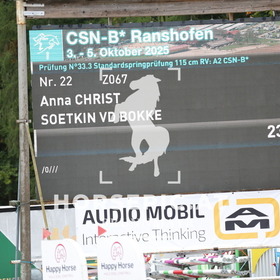 CSN-B* Ranshofen
3. - 5. Oktober 2025
Prüfung N°33.3 Standardspringprüfung 115 cm RV: A2 CSN-B*
Nr. 22 Z067
Anna CHRIST
SOETKIN VD BOKKE
23
/0///
AUDIO MOBIL
Interactive Thinking
Happy Horse
Happy Horse